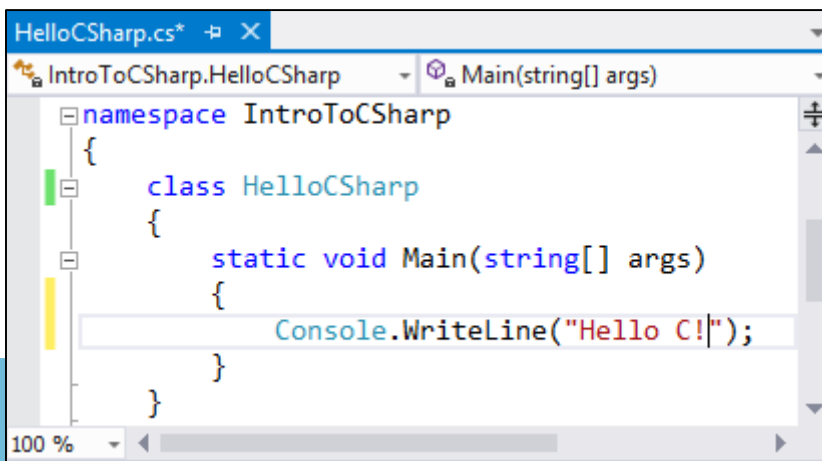 HelloCSharp.cs*
IntroToCSharp.HelloCSharp Main(string[] args)
namespace IntroToCSharp
{
class HelloCSharp
{
static void Main(string[] args)
{
Console.WriteLine("Hello C!");
}
}
100 %